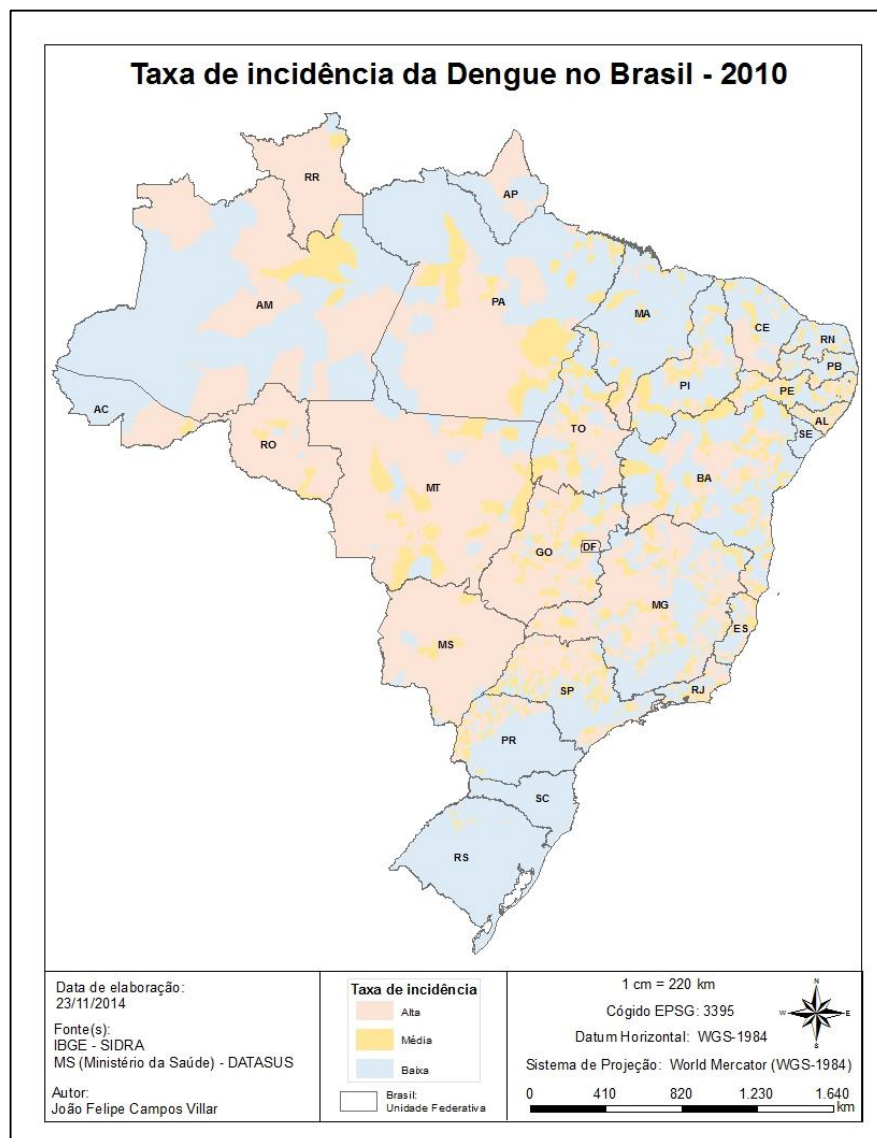 Taxa de incidência da Dengue no Brasil - 2010
RR
AP
AM
PA
MA
CE
RN
PB
PI
PE
AL
SE
AC
TO
RO
BA
MT
GO
DF
MG
ES
MS
SP
RJ
PR
SC
RS
Data de elaboração:
23/11/2014
Fonte(s):
IBGE - SIDRA
MS (Ministério da Saúde) - DATASUS
Autor:
João Felipe Campos Villar
Taxa de incidência
Alta
Média
Baixa
Brasil:
Unidade Federativa
1 cm = 220 km
Cógido EPSG: 3395
Datum Horizontal: WGS-1984
Sistema de Projeção: World Mercator (WGS-1984)
N
W E
S
0 410 820 1.230 1.640
km